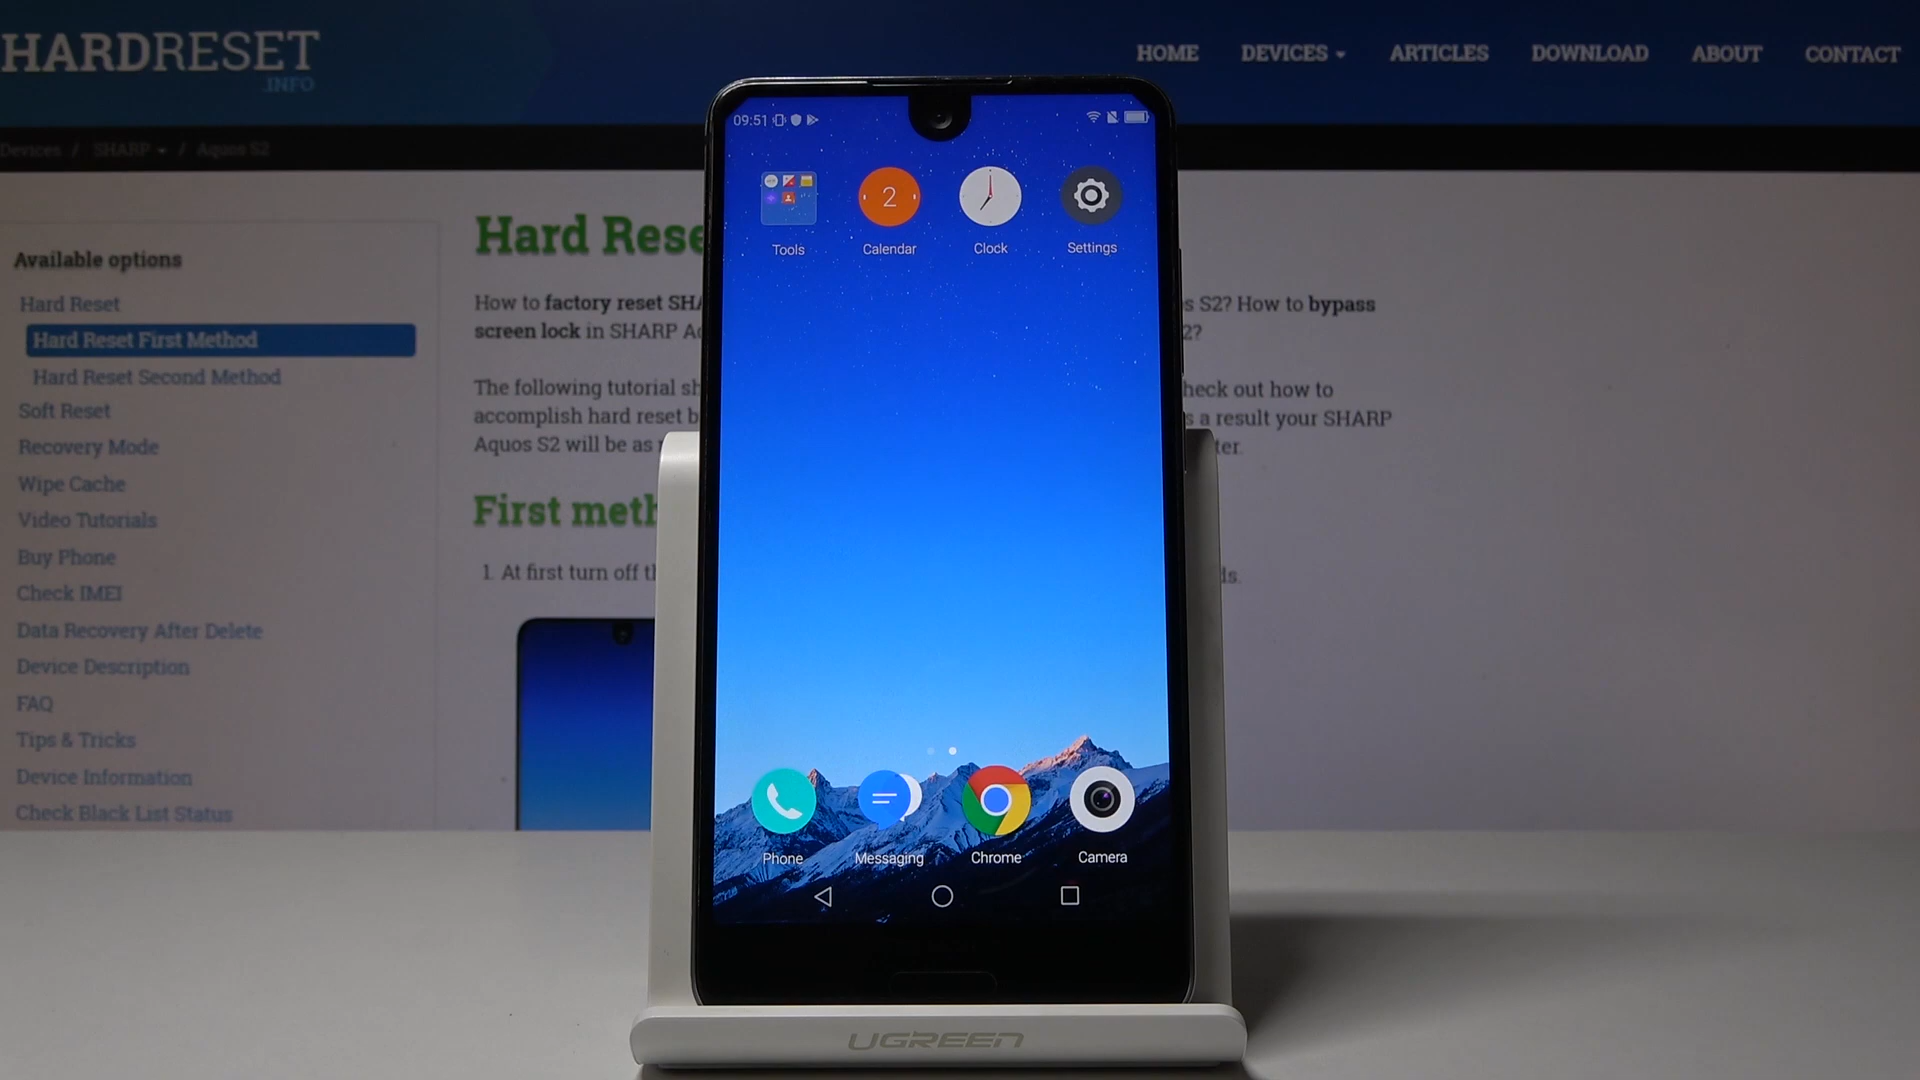 HARDRESET
.INFO
HOME DEVICES ARTICLES DOWNLOAD ABOUT CONTACT
Devices / SHARP / Aquos S2
Available options
Hard Reset
Hard Reset First Method
Hard Reset Second Method
Soft Reset
Recovery Mode
Wipe Cache
Video Tutorials
Buy Phone
Check IMEI
Data Recovery After Delete
Device Description
FAQ
Tips & Tricks
Device Information
Check Black List Status
Hard Rese
How to factory reset SHA
s S2? How to bypass
screen lock in SHARP A
2?
The following tutorial sh
heck out how to
accomplish hard reset b
s a result your SHARP
Aquos S2 will be as
ter.
First meth
1. At first turn off th
ds.
09:51
2
Tools Calendar Clock Settings
Phone Messaging Chrome Camera
UGREEN